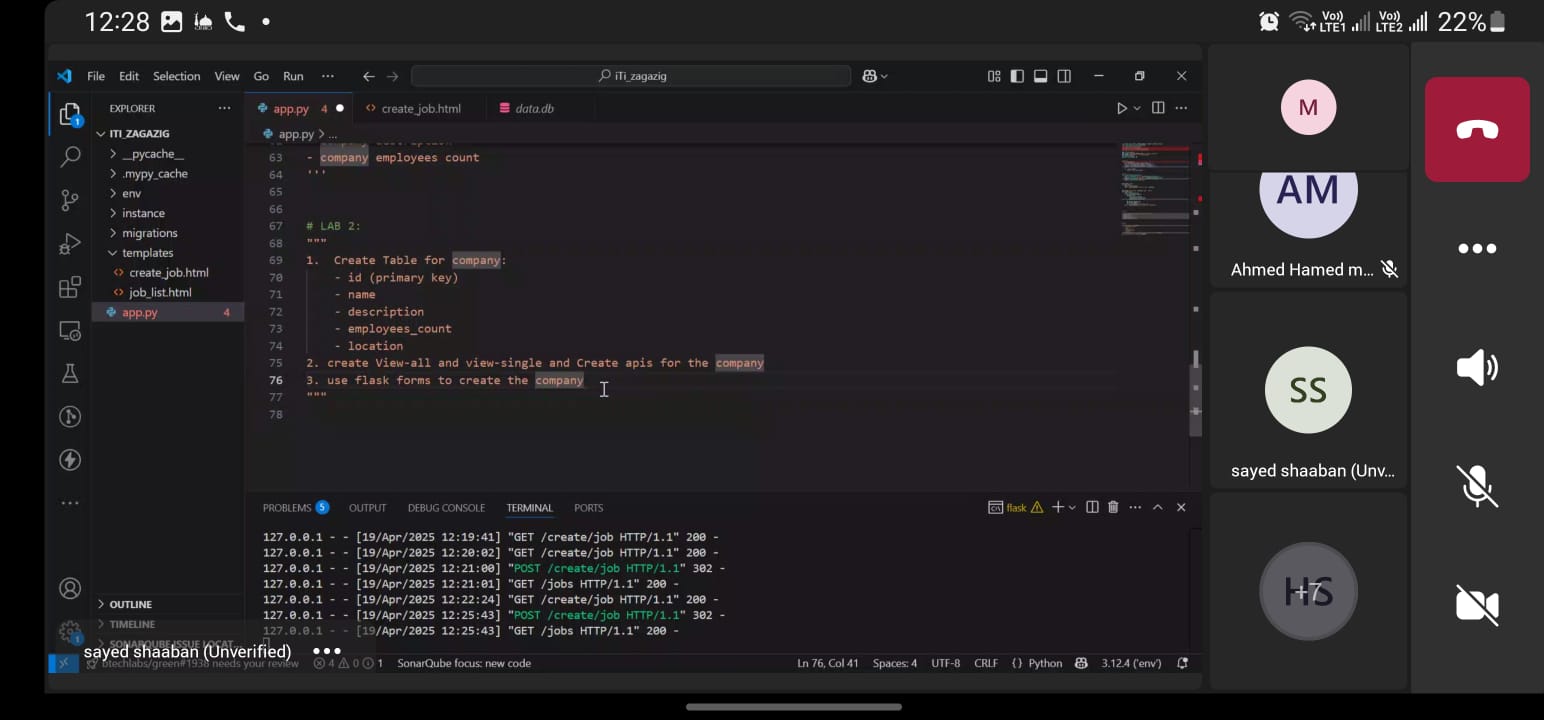 12:28
Vo)) LTE1 Vo)) LTE2 22%
File Edit Selection View Go Run ··· iTi_zagazig
EXPLORER ···
app.py 4 create_job.html data.db
ITI_ZAGAZIG
app.py > ...
__pycache__
.mypy_cache
env
instance
migrations
templates
create_job.html
job_list.html
app.py 4
63 - company employees count
64 '''
65
66
67 # LAB 2:
68 """
69 1. Create Table for company:
70 - id (primary key)
71 - name
72 - description
73 - employees_count
74 - location
75 2. create View-all and view-single and Create apis for the company
76 3. use flask forms to create the company
77 """
78
PROBLEMS 5 OUTPUT DEBUG CONSOLE TERMINAL PORTS flask
127.0.0.1 - - [19/Apr/2025 12:19:41] "GET /create/job HTTP/1.1" 200 -
127.0.0.1 - - [19/Apr/2025 12:20:02] "GET /create/job HTTP/1.1" 200 -
127.0.0.1 - - [19/Apr/2025 12:21:00] "POST /create/job HTTP/1.1" 302 -
127.0.0.1 - - [19/Apr/2025 12:21:01] "GET /jobs HTTP/1.1" 200 -
127.0.0.1 - - [19/Apr/2025 12:22:24] "GET /create/job HTTP/1.1" 200 -
127.0.0.1 - - [19/Apr/2025 12:25:43] "POST /create/job HTTP/1.1" 302 -
127.0.0.1 - - [19/Apr/2025 12:25:43] "GET /jobs HTTP/1.1" 200 -
OUTLINE
TIMELINE
SONARQUBE ISSUE LOCAT...
sayed shaaban (Unverified) •••
btechlabs/green#1936 needs your review 4 0 1 SonarQube focus: new code Ln 76, Col 41 Spaces: 4 UTF-8 CRLF {} Python 3.12.4 ('env')
M
AM
Ahmed Hamed m...
SS
sayed shaaban (Unv...
HS
+7